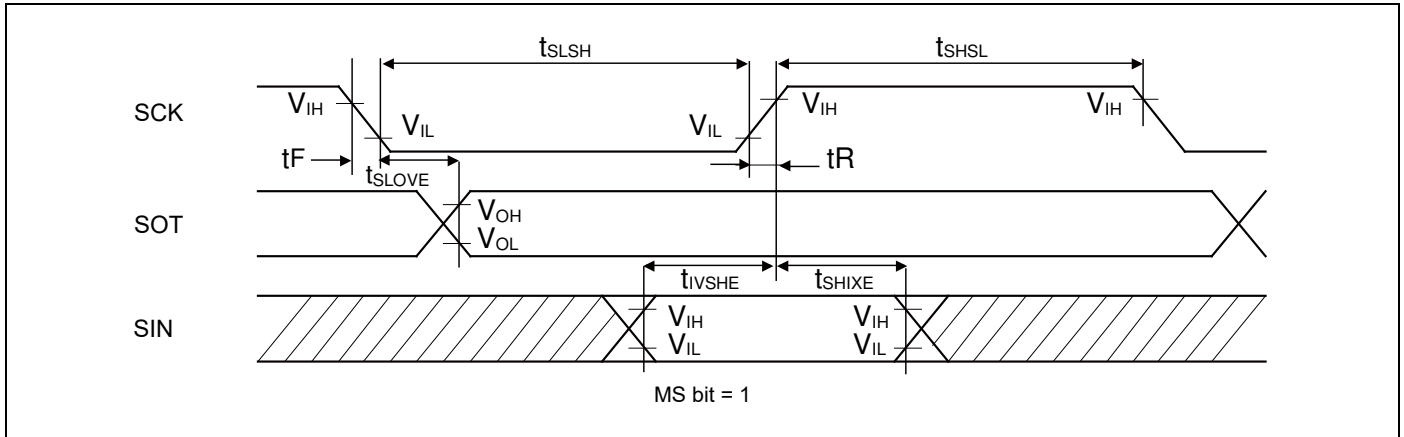 tSLSH
tSHSL
SCK
VIH
VIL
VIL
VIH
VIH
tF
tSLOVE
tR
SOT
VOH
VOL
tIVSHE
tSHIXE
SIN
VIH
VIL
VIH
VIL
MS bit = 1